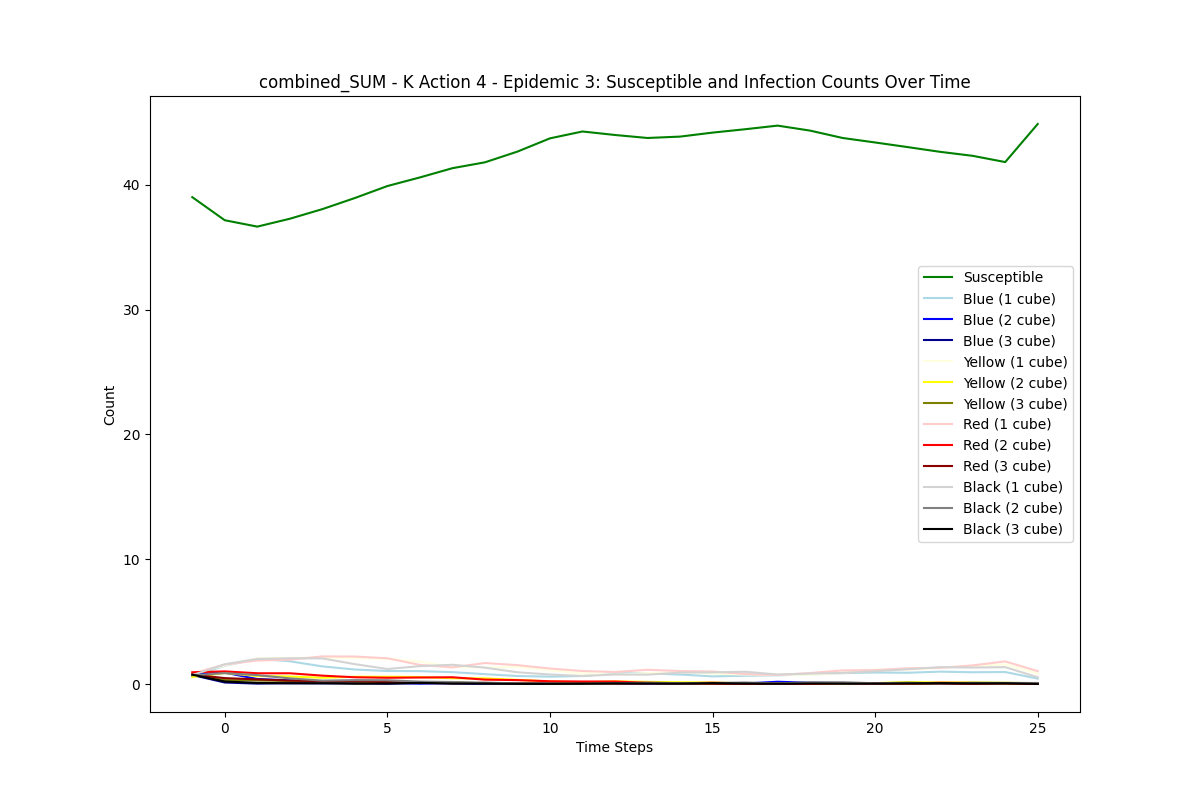 combined_SUM - K Action 4 - Epidemic 3: Susceptible and Infection Counts Over Time
Count
40
30
20
10
0
Susceptible
Blue (1 cube)
Blue (2 cube)
Blue (3 cube)
Yellow (1 cube)
Yellow (2 cube)
Yellow (3 cube)
Red (1 cube)
Red (2 cube)
Red (3 cube)
Black (1 cube)
Black (2 cube)
Black (3 cube)
0 5 10 15 20 25
Time Steps